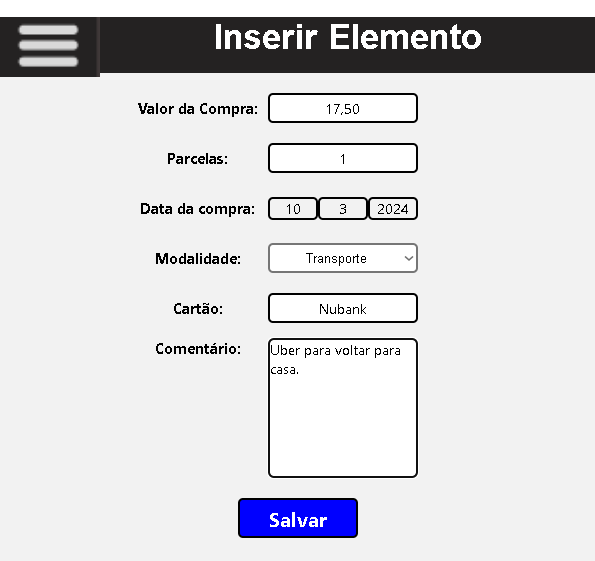 Inserir Elemento
Valor da Compra: 17,50
Parcelas: 1
Data da compra: 10 3 2024
Modalidade: Transporte
Cartão: Nubank
Comentário: Uber para voltar para
casa.
Salvar